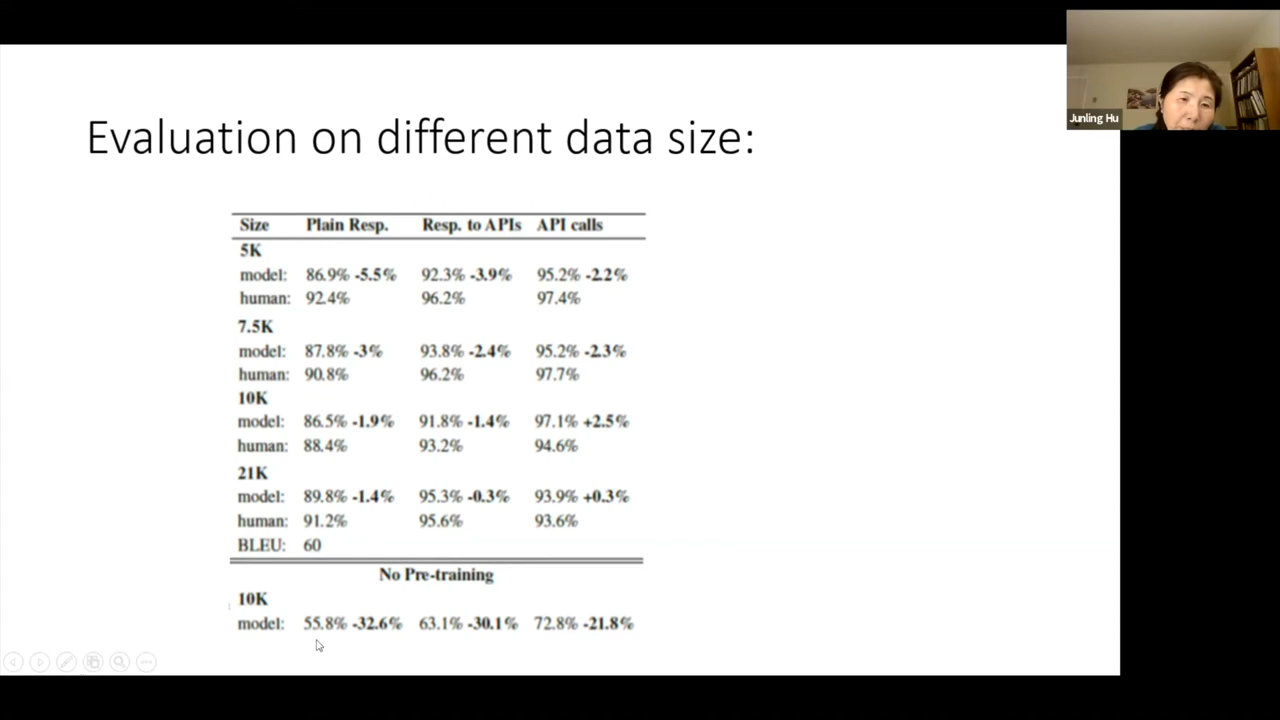 Junling Hu
Evaluation on different data size:
Size Plain Resp. Resp. to APIs API calls
5K
model: 86.9% -5.5% 92.3% -3.9% 95.2% -2.2%
human: 92.4% 96.2% 97.4%
7.5K
model: 87.8% -3% 93.8% -2.4% 95.2% -2.3%
human: 90.8% 96.2% 97.7%
10K
model: 86.5% -1.9% 91.8% -1.4% 97.1% +2.5%
human: 88.4% 93.2% 94.6%
21K
model: 89.8% -1.4% 95.3% -0.3% 93.9% +0.3%
human: 91.2% 95.6% 93.6%
BLEU: 60
No Pre-training
10K
model: 55.8% -32.6% 63.1% -30.1% 72.8% -21.8%